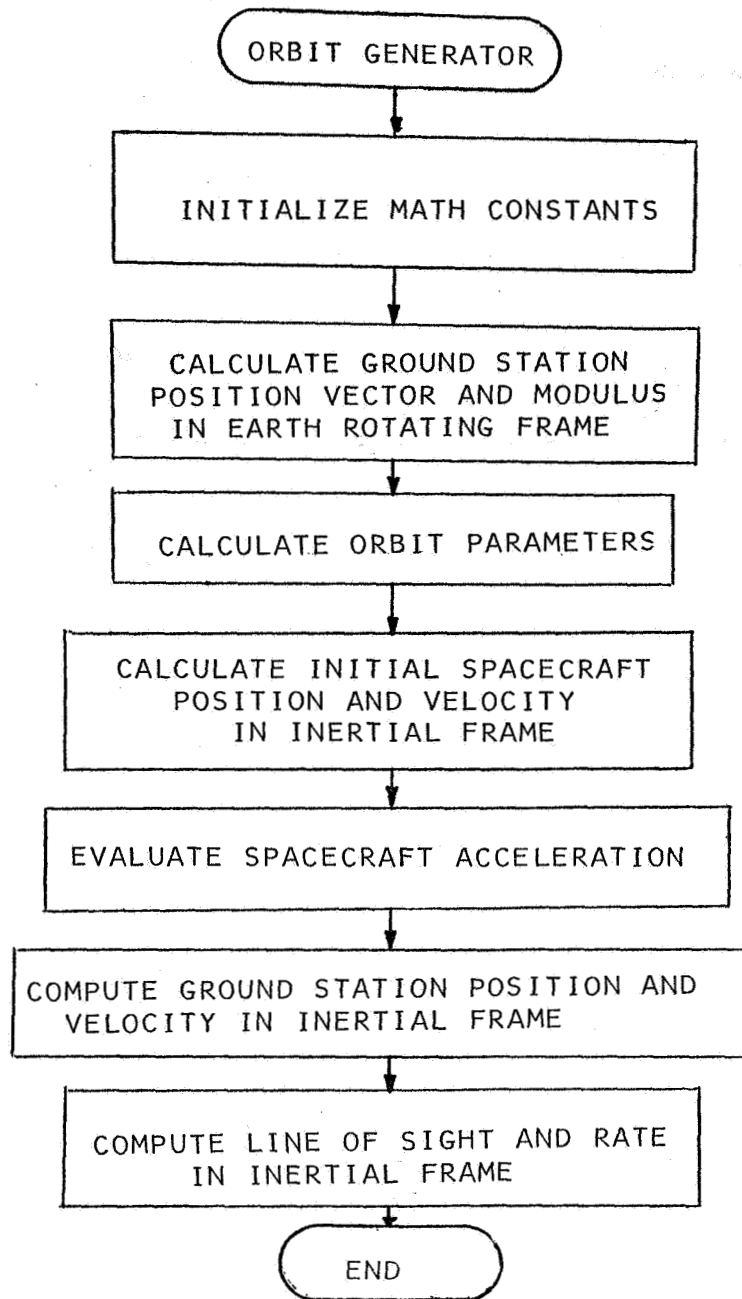 ORBIT GENERATOR
INITIALIZE MATH CONSTANTS
CALCULATE GROUND STATION
POSITION VECTOR AND MODULUS
IN EARTH ROTATING FRAME
CALCULATE ORBIT PARAMETERS
CALCULATE INITIAL SPACECRAFT
POSITION AND VELOCITY
IN INERTIAL FRAME
EVALUATE SPACECRAFT ACCELERATION
COMPUTE GROUND STATION POSITION AND
VELOCITY IN INERTIAL FRAME
COMPUTE LINE OF SIGHT AND RATE
IN INERTIAL FRAME
END